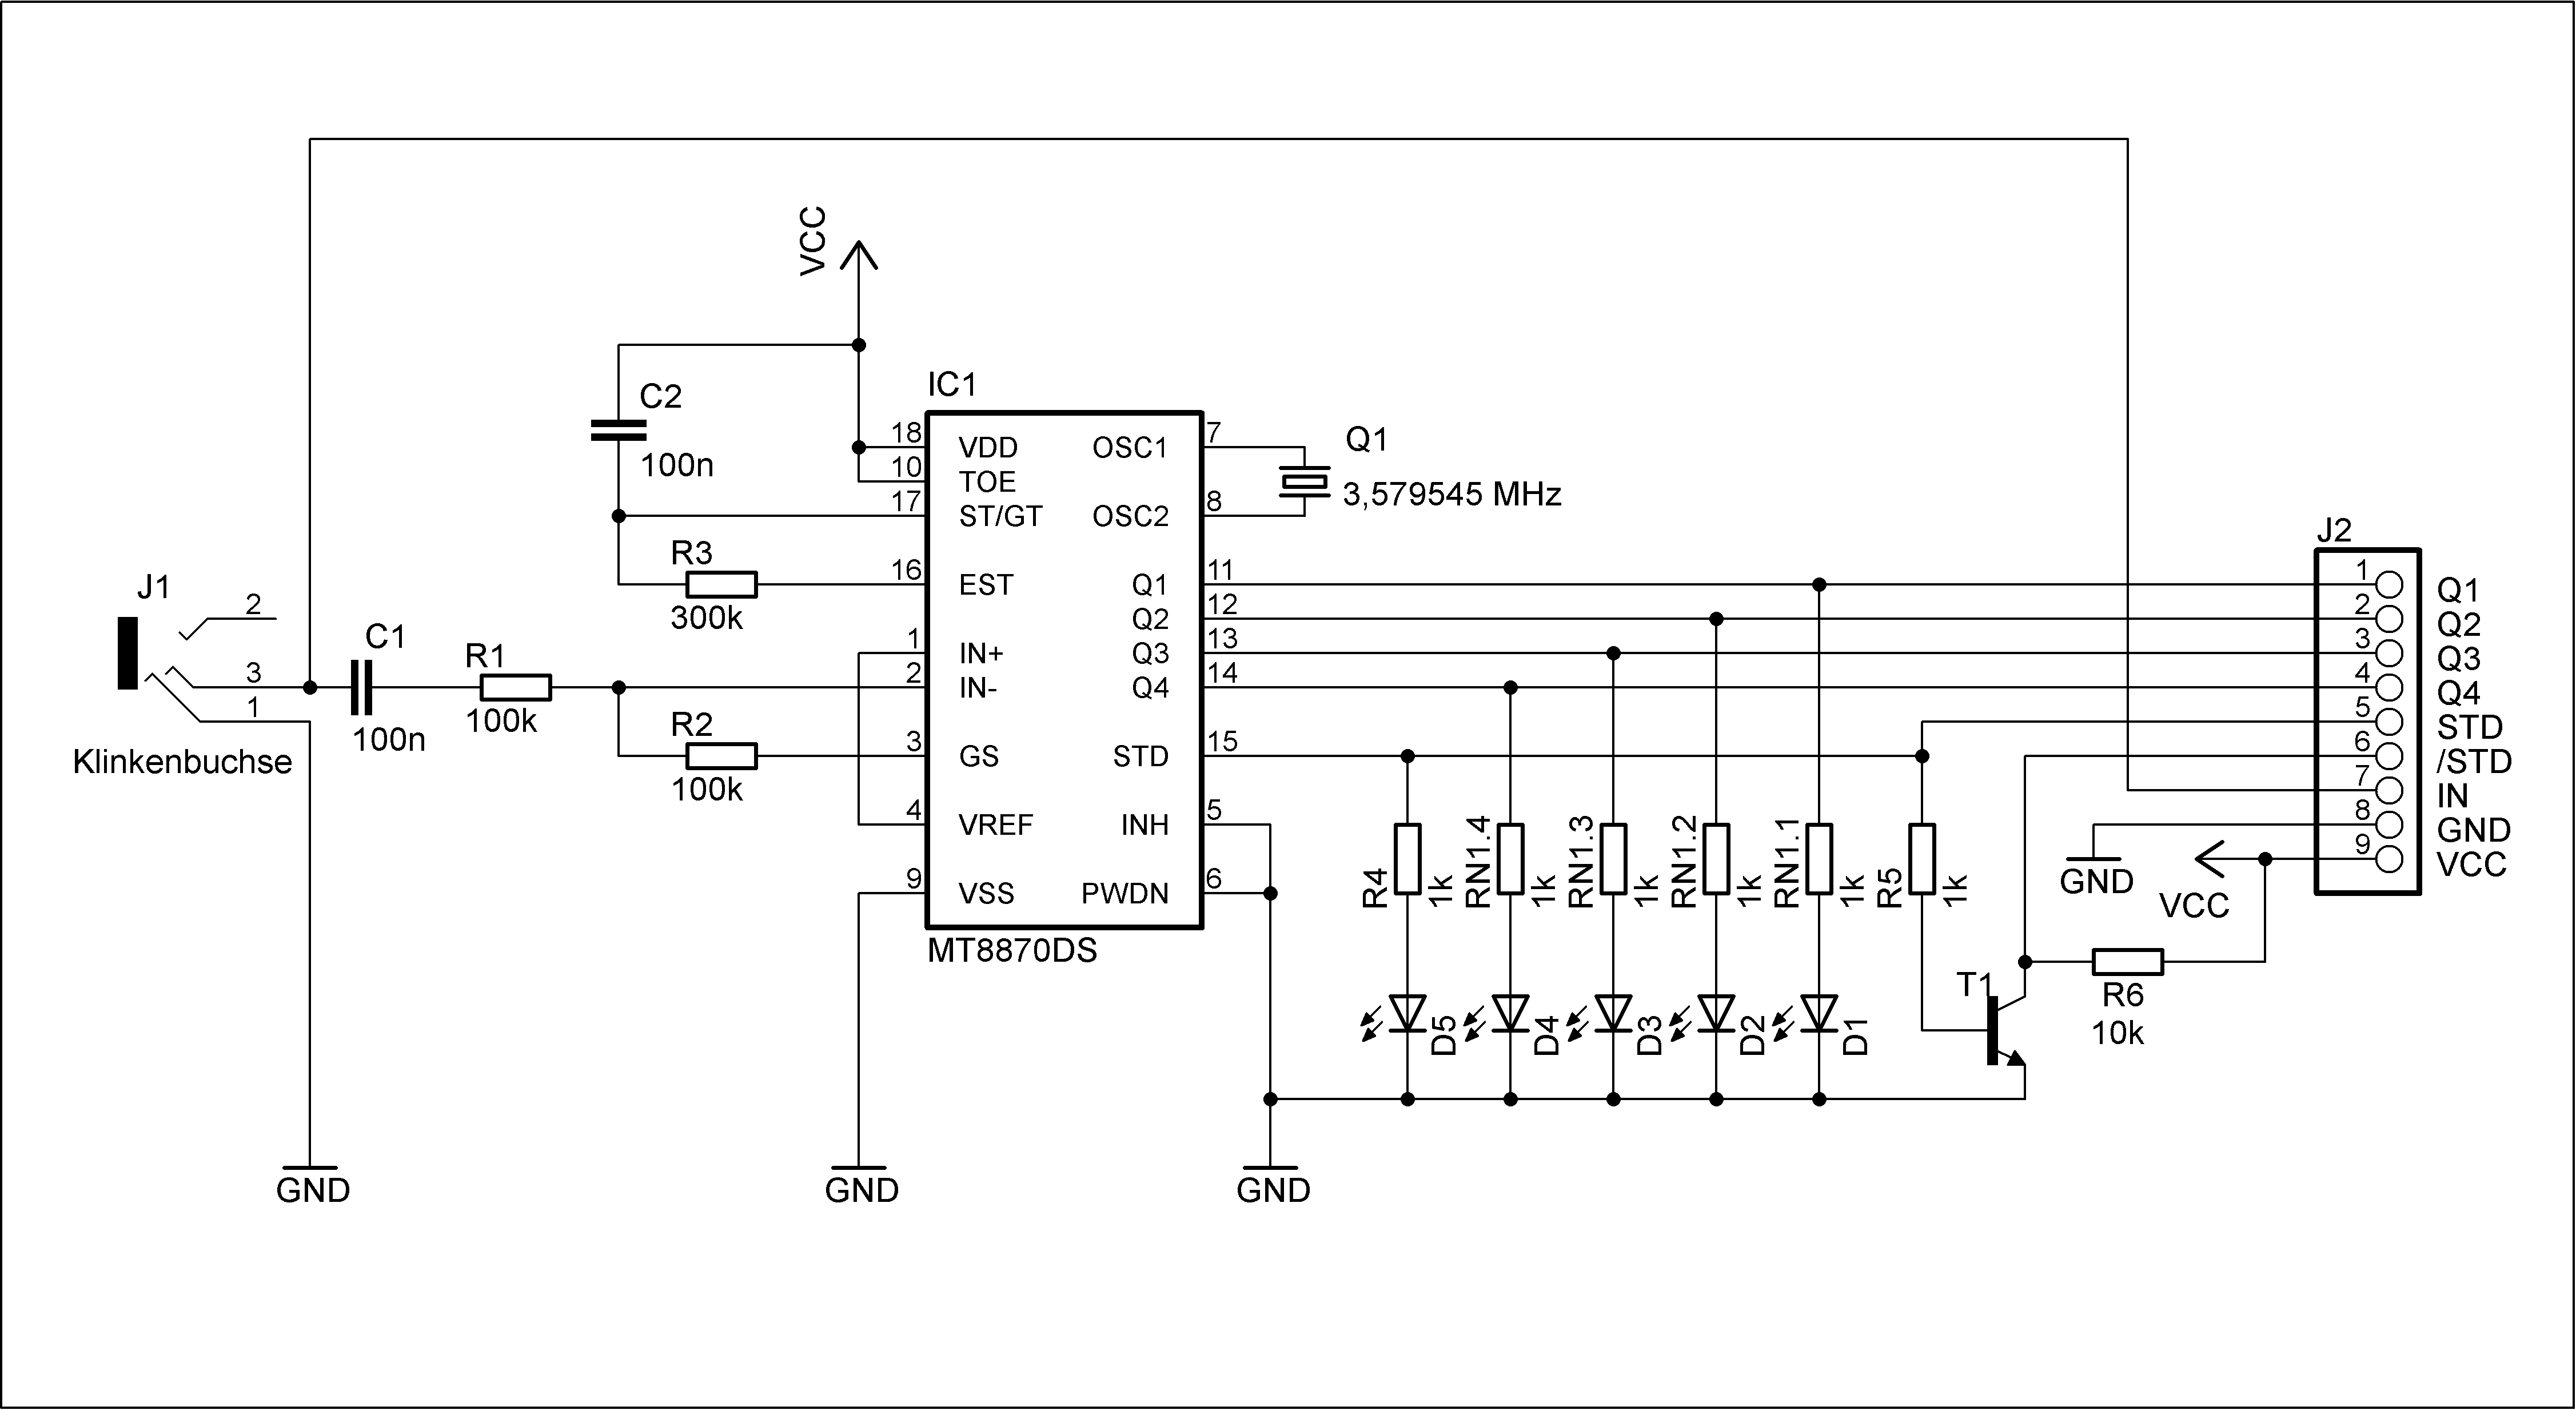 VCC
IC1
C2
100n
18
10
17
16
1
2
3
4
9
VDD
TOE
ST/GT
EST
IN+
IN-
GS
VREF
VSS
OSC1
OSC2
Q1
Q2
Q3
Q4
STD
INH
PWDN
7
8
11
12
13
14
15
5
6
MT8870DS
Q1
3,579545 MHz
R3
300k
J1
2
3
1
Klinkenbuchse
C1
100n
R1
100k
R2
100k
GND
GND
GND
R4
1k
RN1.4
1k
RN1.3
1k
RN1.2
1k
RN1.1
1k
R5
1k
D5
D4
D3
D2
D1
T1
R6
10k
GND
VCC
J2
1
Q1
2
Q2
3
Q3
4
Q4
5
STD
6
/STD
7
IN
8
GND
9
VCC